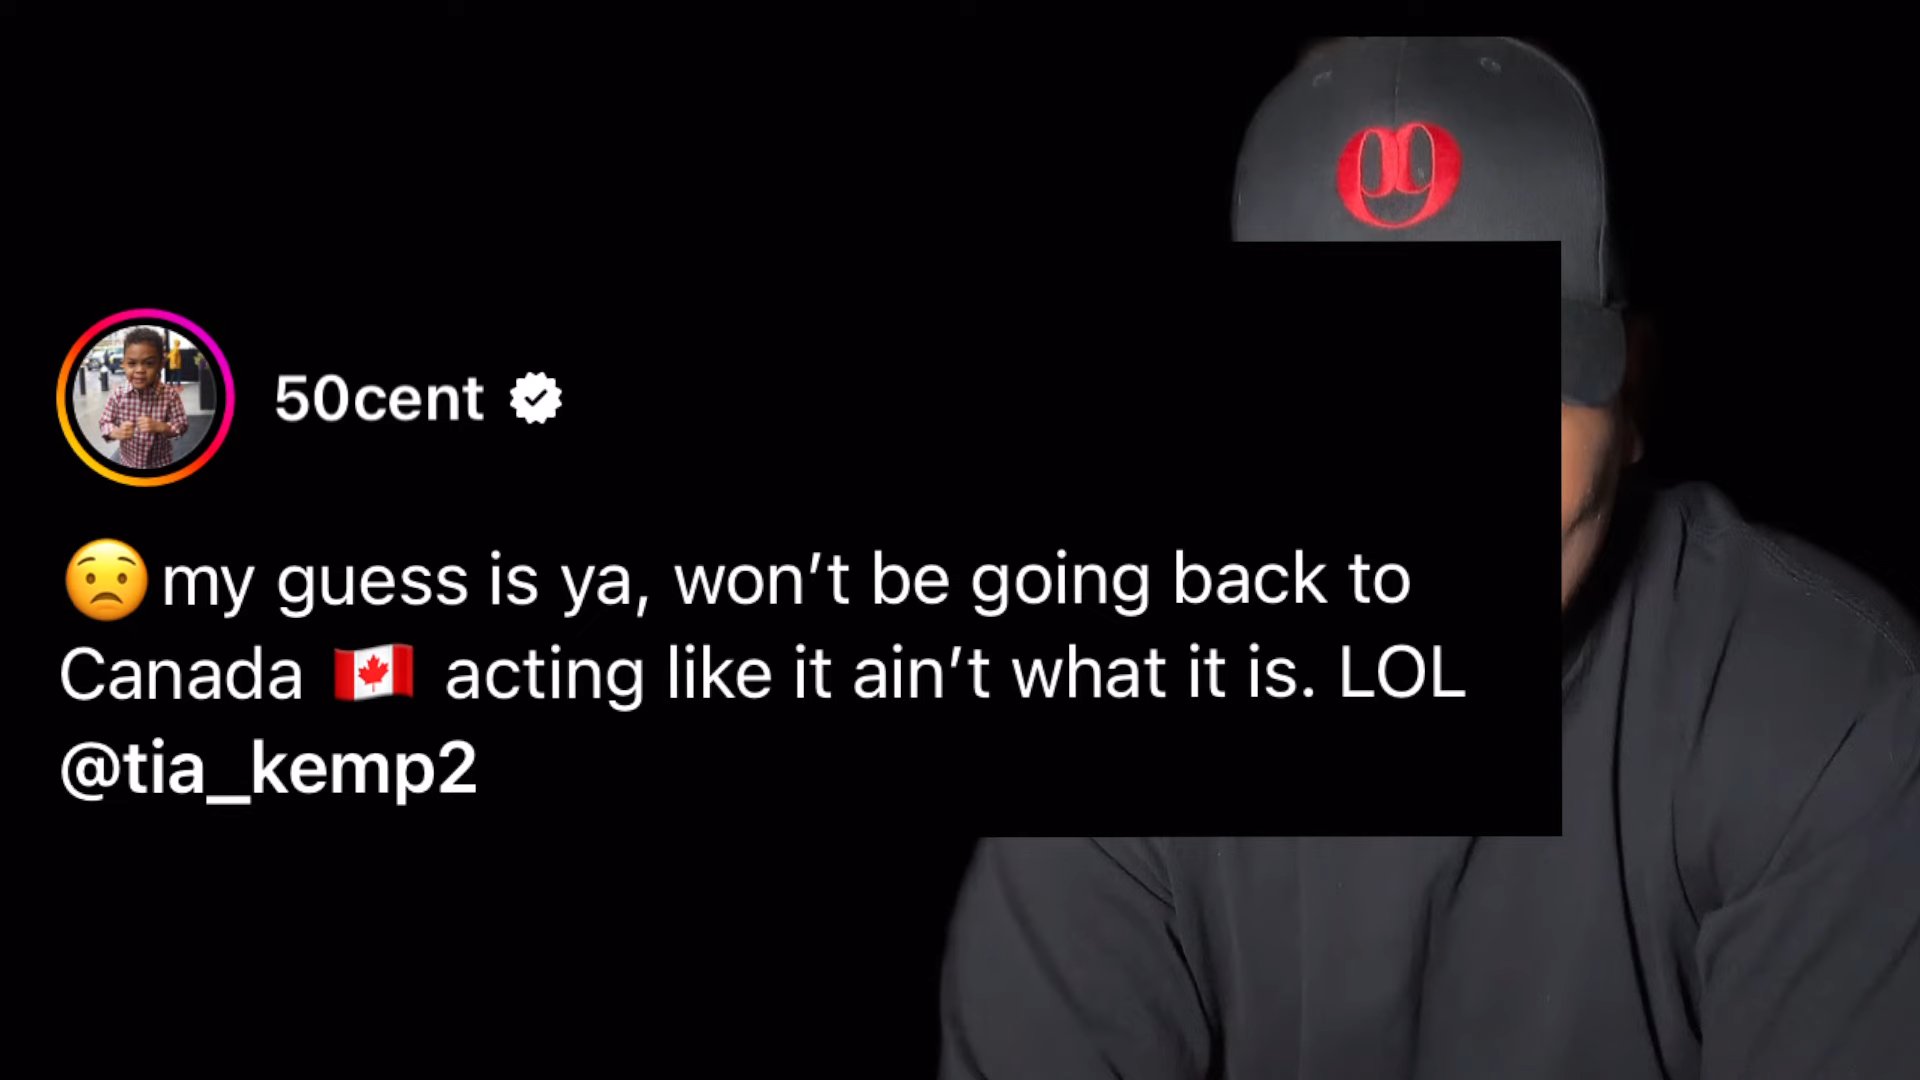 50cent
😟my guess is ya, won’t be going back to
Canada 🇨🇦 acting like it ain’t what it is. LOL
@tia_kemp2